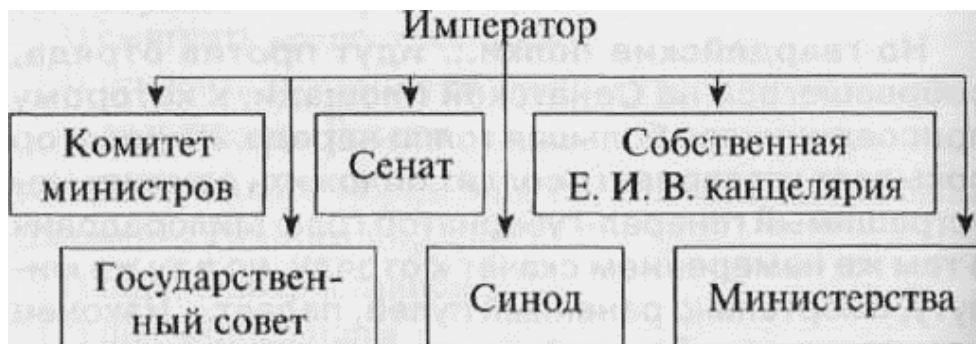 Император
Комитет
министров
Сенат
Собственная
Е. И. В. канцелярия
Государствен-
ный совет
Синод
Министерства